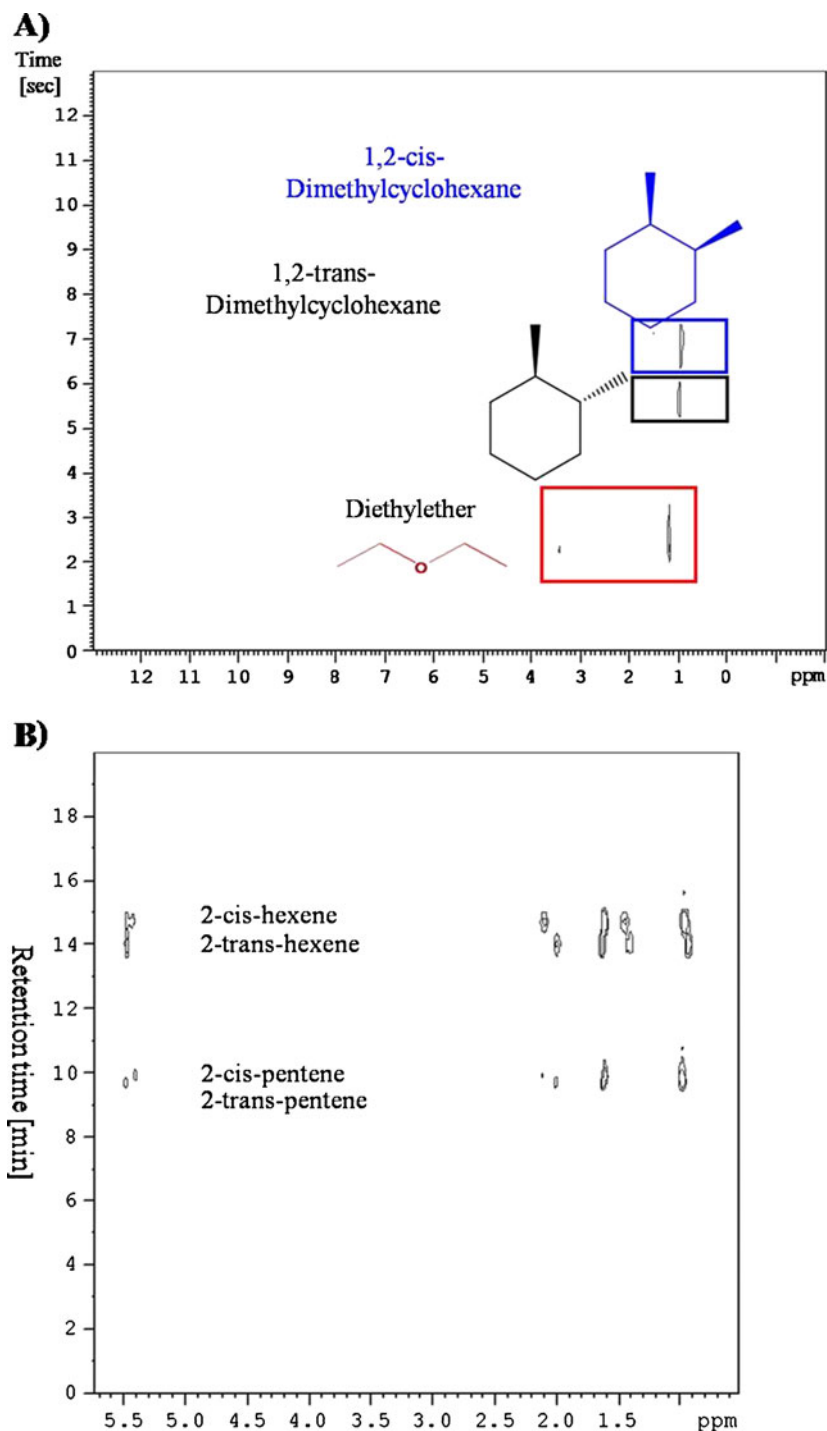 A)
Time
[sec]
12
11
10
9
8
7
6
5
4
3
2
1
0
1,2-cis-
Dimethylcyclohexane
1,2-trans-
Dimethylcyclohexane
Diethylether
O
12 11 10 9 8 7 6 5 4 3 2 1 0 ppm
B)
Retention time [min]
18
16
14
12
10
8
6
4
2
0
2-cis-hexene
2-trans-hexene
2-cis-pentene
2-trans-pentene
5.5 5.0 4.5 4.0 3.5 3.0 2.5 2.0 1.5 ppm